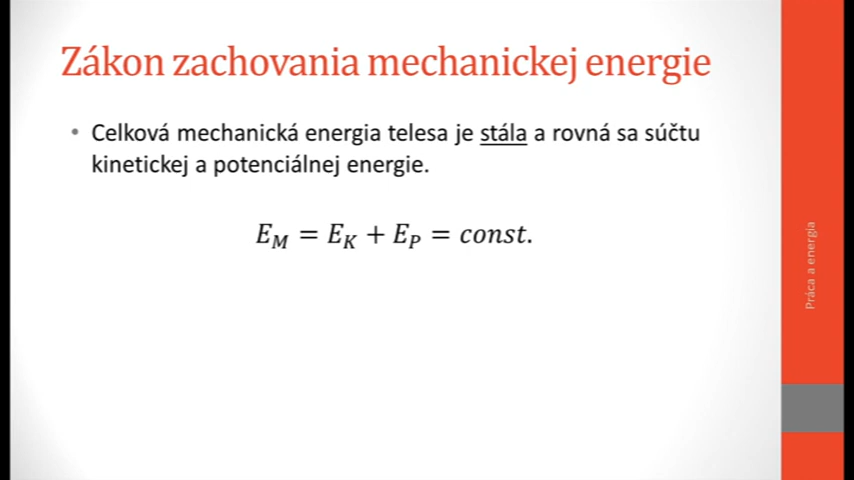 Zákon zachovania mechanickej energie
• Celková mechanická energia telesa je stála a rovná sa súčtu
kinetickej a potenciálnej energie.
E_M = E_K + E_P = const.
Práca a energia